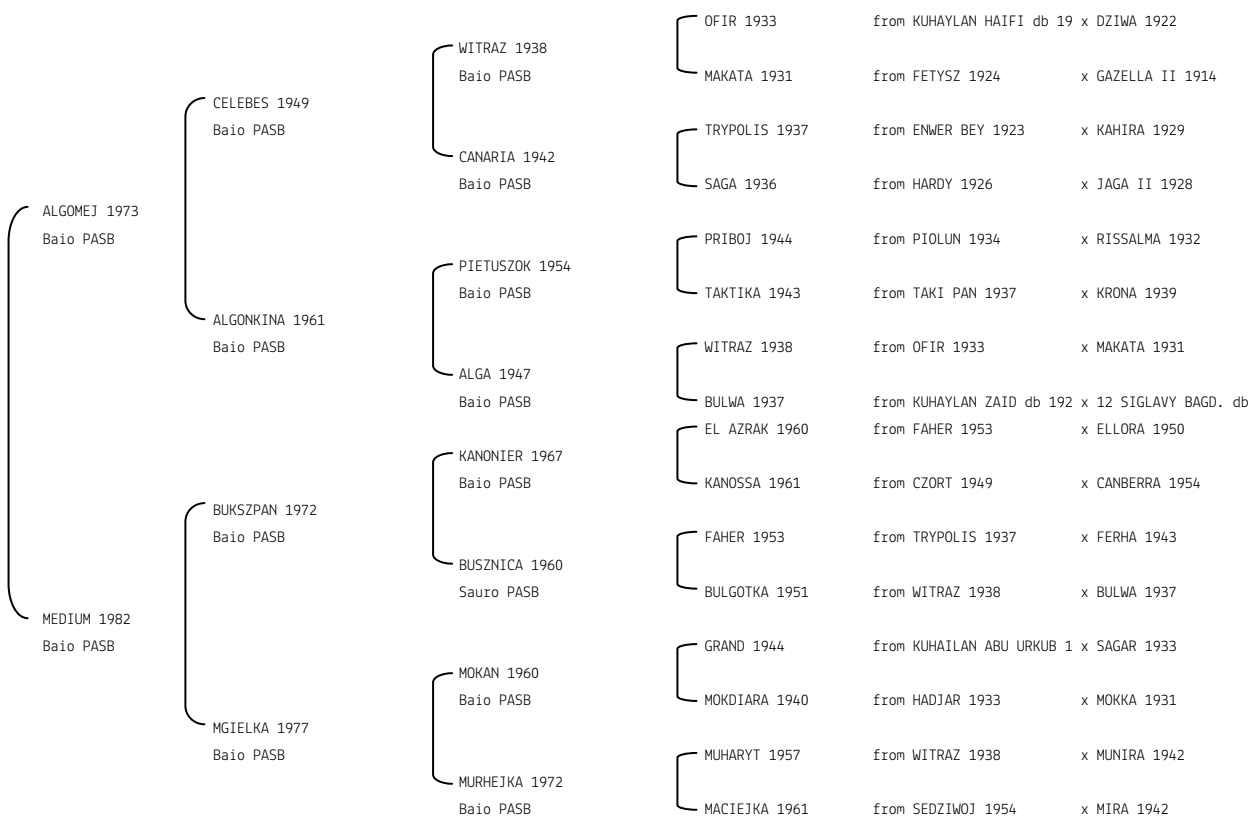 OFIR 1933 from KUHAYLAN HAIFI db 19 x DZIWA 1922
WITRAZ 1938
Baio PASB MAKATA 1931 from FETYSZ 1924 x GAZELLA II 1914
CELEBES 1949
Baio PASB TRYPOLIS 1937 from ENWER BEY 1923 x KAHIRA 1929
CANARIA 1942
Baio PASB SAGA 1936 from HARDY 1926 x JAGA II 1928
ALGOMEJ 1973
Baio PASB PRIBOJ 1944 from PIOLUN 1934 x RISSALMA 1932
PIETUSZOK 1954
Baio PASB TAKTIKA 1943 from TAKI PAN 1937 x KRONA 1939
ALGONKINA 1961
Baio PASB WITRAZ 1938 from OFIR 1933 x MAKATA 1931
ALGA 1947
Baio PASB BULWA 1937 from KUHAYLAN ZAID db 192 x 12 SIGLAVY BAGD. db
EL AZRAK 1960 from FAHER 1953 x ELLORA 1950
KANONIER 1967
Baio PASB KANOSSA 1961 from CZORT 1949 x CANBERRA 1954
BUKSZPAN 1972
Baio PASB FAHER 1953 from TRYPOLIS 1937 x FERHA 1943
BUSZNICA 1960
Sauro PASB BULGOTKA 1951 from WITRAZ 1938 x BULWA 1937
MEDIUM 1982
Baio PASB GRAND 1944 from KUHAILAN ABU URKUB 1 x SAGAR 1933
MOKAN 1960
Baio PASB MOKDIARA 1940 from HADJAR 1933 x MOKKA 1931
MGIELKA 1977
Baio PASB MUHARYT 1957 from WITRAZ 1938 x MUNIRA 1942
MURHEJKA 1972
Baio PASB MACIEJKA 1961 from SEDZIWOJ 1954 x MIRA 1942